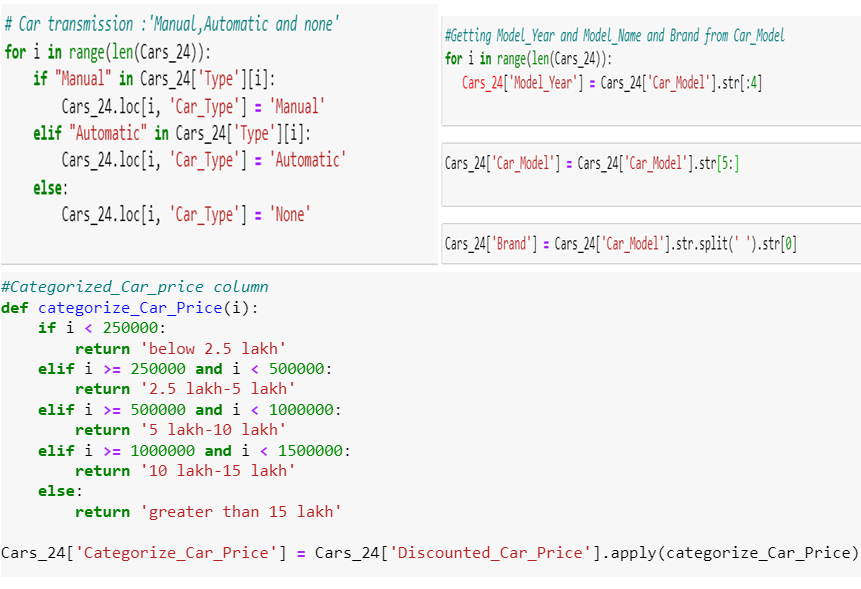 # Car transmission :'Manual,Automatic and none'
for i in range(len(Cars_24)):
    if "Manual" in Cars_24['Type'][i]:
        Cars_24.loc[i, 'Car_Type'] = 'Manual'
    elif "Automatic" in Cars_24['Type'][i]:
        Cars_24.loc[i, 'Car_Type'] = 'Automatic'
    else:
        Cars_24.loc[i, 'Car_Type'] = 'None'
#Getting Model_Year and Model_Name and Brand from Car_Model
for i in range(len(Cars_24)):
    Cars_24['Model_Year'] = Cars_24['Car_Model'].str[:4]
Cars_24['Car_Model'] = Cars_24['Car_Model'].str[5:]
Cars_24['Brand'] = Cars_24['Car_Model'].str.split(' ').str[0]
#Categorized_Car_price column
def categorize_Car_Price(i):
    if i < 250000:
        return 'below 2.5 lakh'
    elif i >= 250000 and i < 500000:
        return '2.5 lakh-5 lakh'
    elif i >= 500000 and i < 1000000:
        return '5 lakh-10 lakh'
    elif i >= 1000000 and i < 1500000:
        return '10 lakh-15 lakh'
    else:
        return 'greater than 15 lakh'
Cars_24['Categorize_Car_Price'] = Cars_24['Discounted_Car_Price'].apply(categorize_Car_Price)